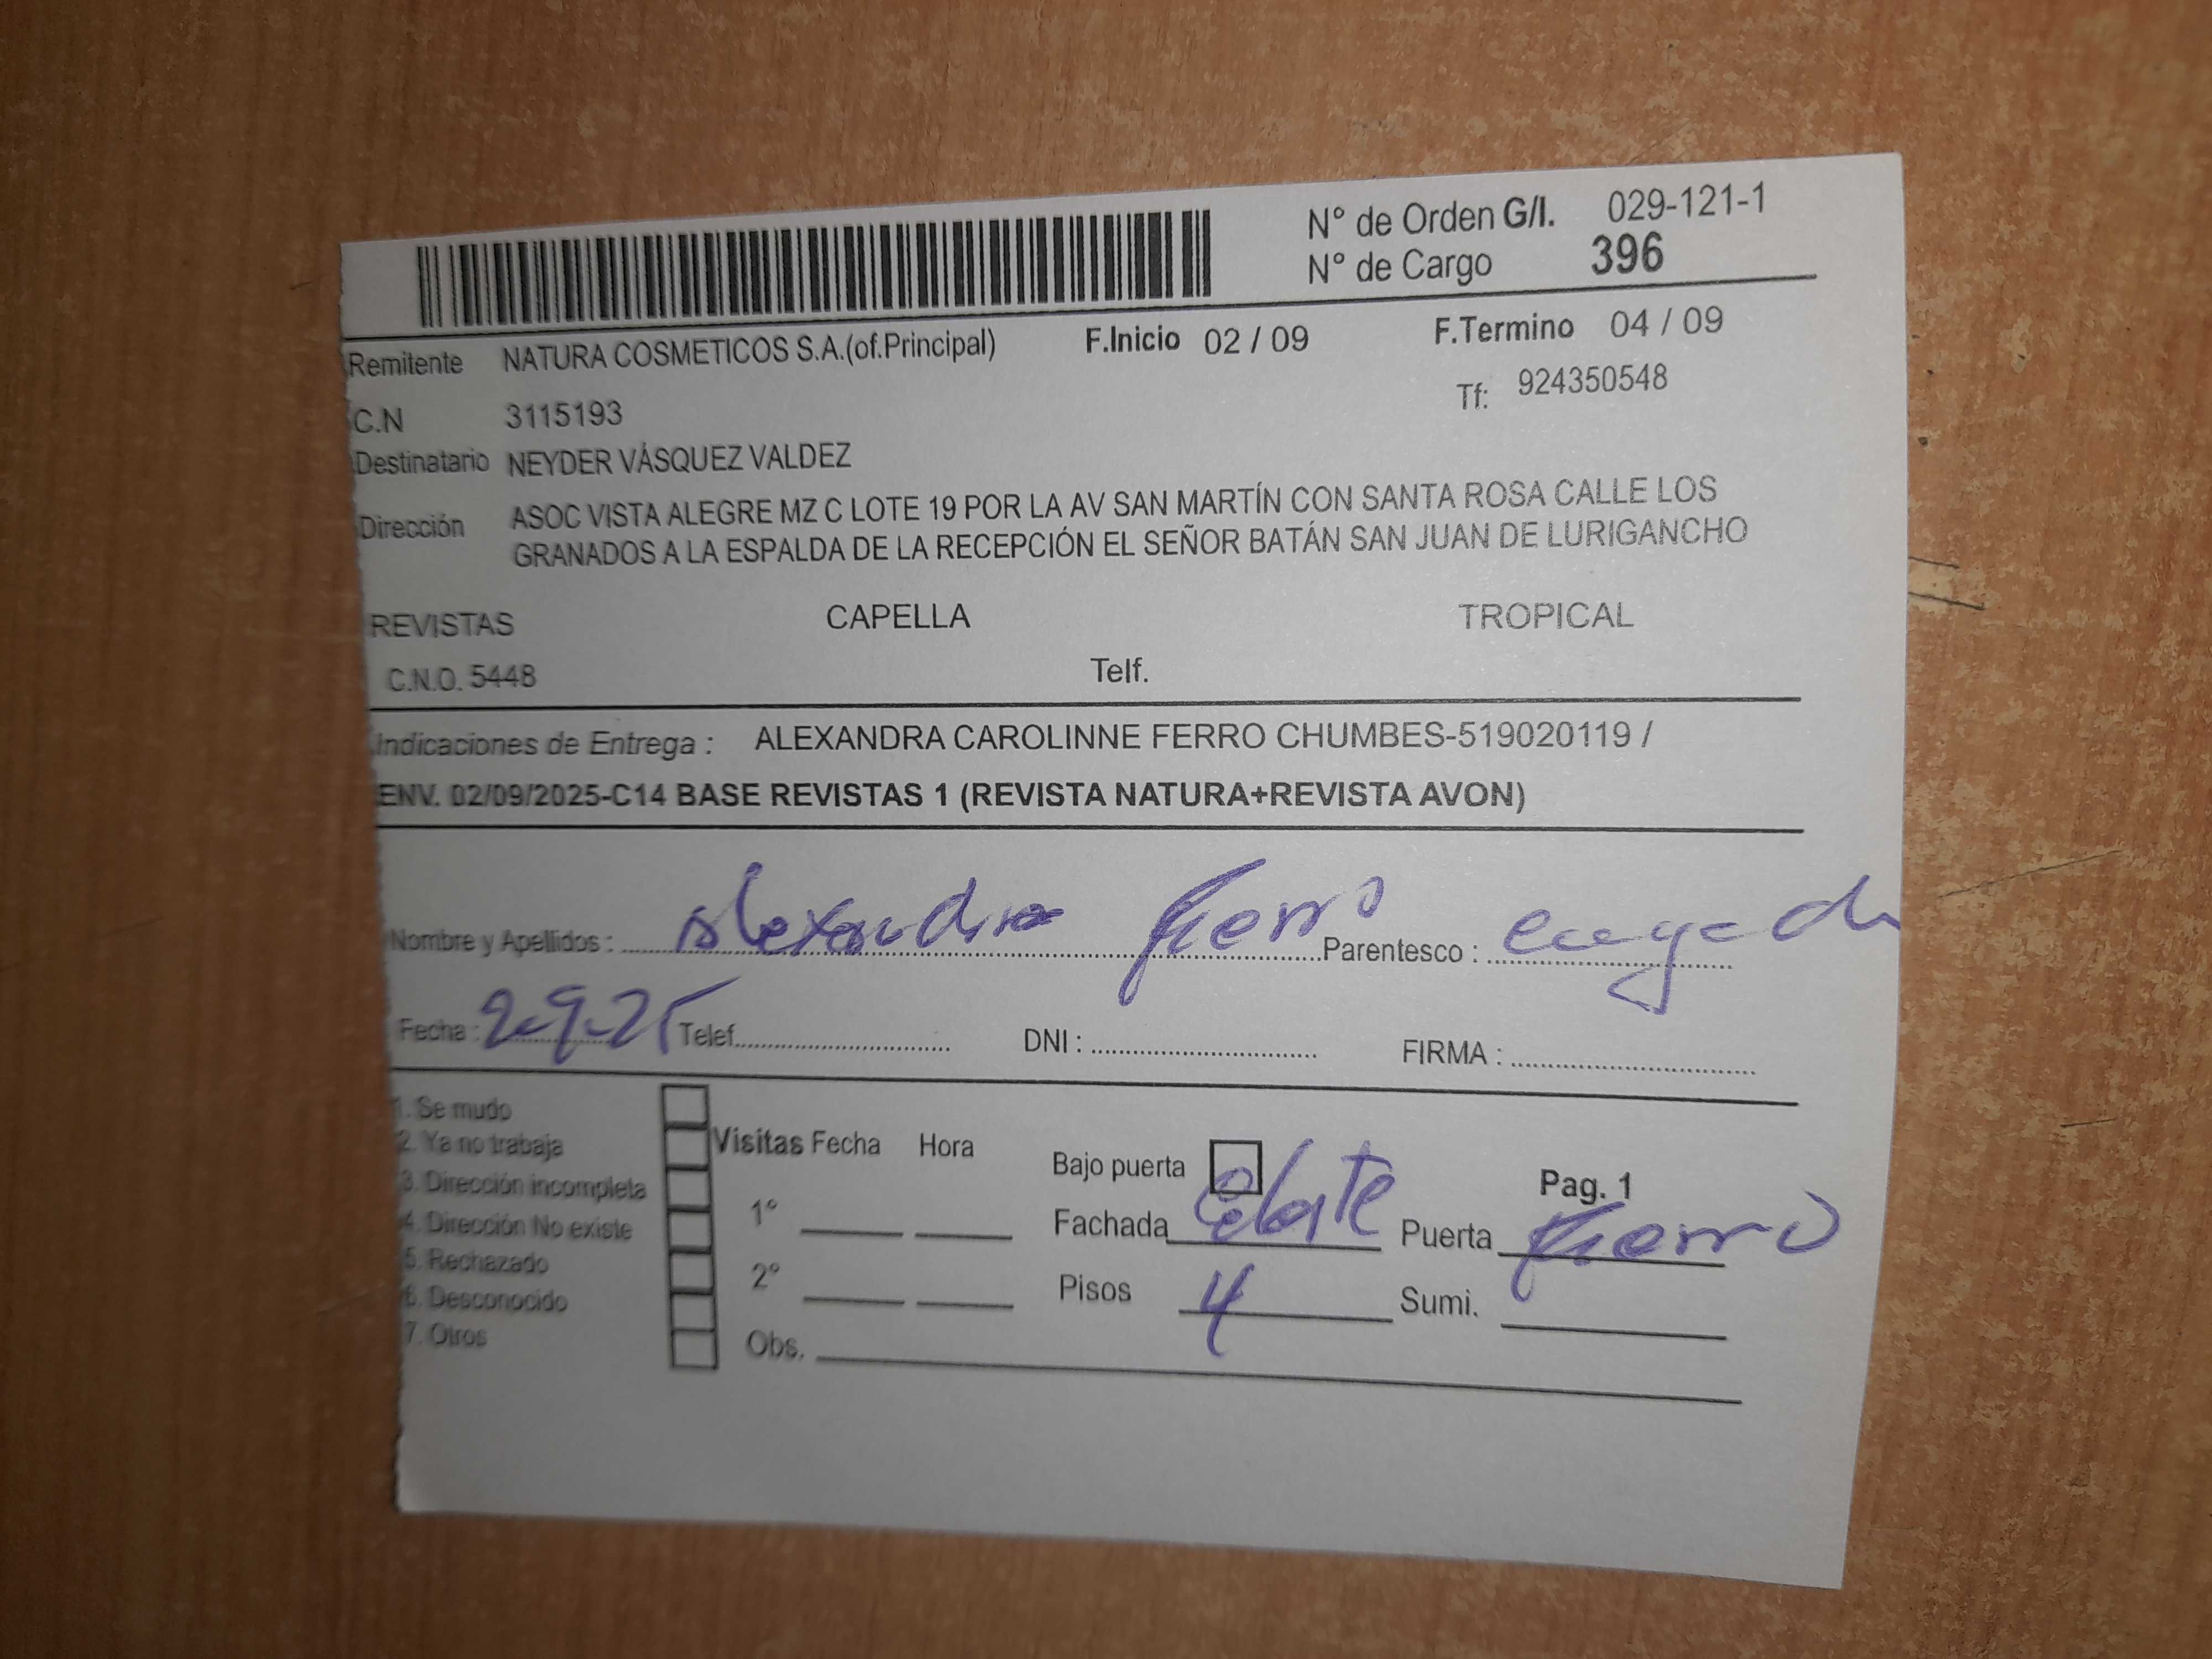 N° de Orden G/I. 029-121-1
N° de Cargo 396
Remitente NATURA COSMETICOS S.A.(of.Principal) F.Inicio 02 / 09 F.Termino 04 / 09
C.N 3115193 Tf: 924350548
Destinatario NEYDER VÁSQUEZ VALDEZ
Dirección ASOC VISTA ALEGRE MZ C LOTE 19 POR LA AV SAN MARTÍN CON SANTA ROSA CALLE LOS
GRANADOS A LA ESPALDA DE LA RECEPCIÓN EL SEÑOR BATÁN SAN JUAN DE LURIGANCHO
REVISTAS CAPELLA TROPICAL
C.N.O. 5448 Telf.
Indicaciones de Entrega : ALEXANDRA CAROLINNE FERRO CHUMBES-519020119 /
ENV. 02/09/2025-C14 BASE REVISTAS 1 (REVISTA NATURA+REVISTA AVON)
Nombre y Apellidos : Alexandra fierro Parentesco :
Fecha : 2-9-25 Telef. DNI : FIRMA :
1. Se mudo
2. Ya no trabaja Visitas Fecha Hora Bajo puerta Pag. 1
3. Dirección incompleta
4. Dirección No existe 1° Fachada Puerta fierro
5. Rechazado
6. Desconocido 2° Pisos 4 Sumi.
7. Otros Obs.